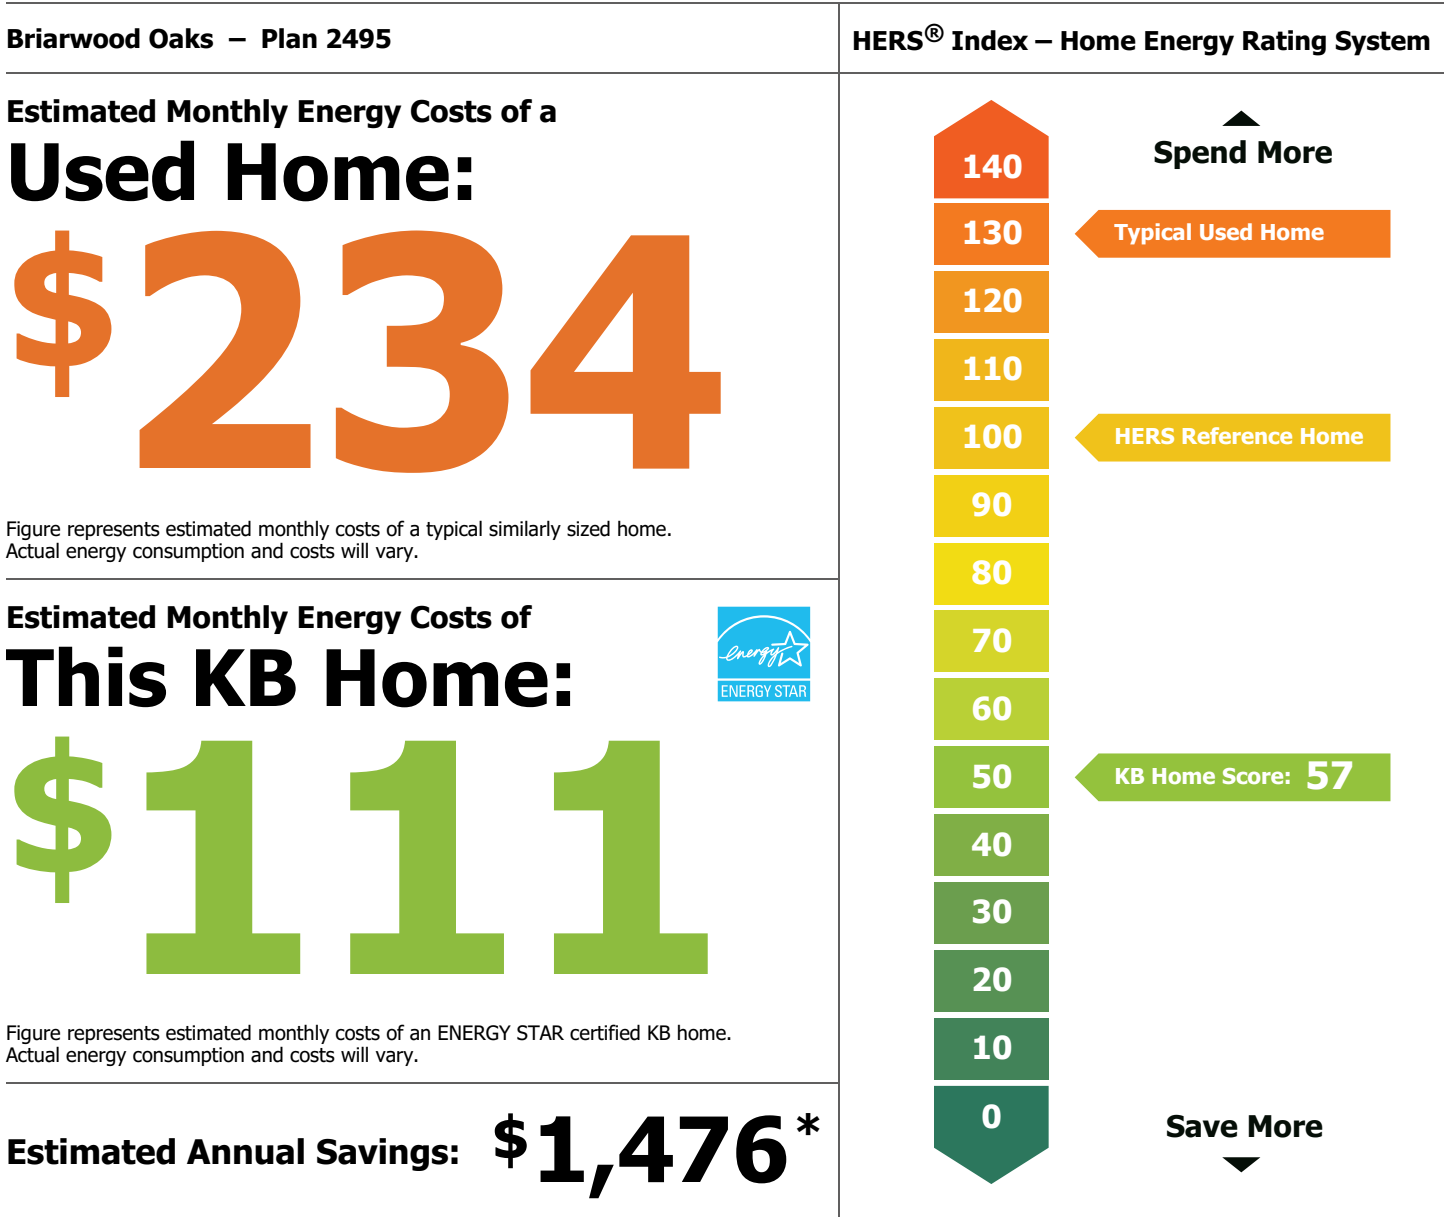 Briarwood Oaks – Plan 2495
Estimated Monthly Energy Costs of a
Used Home:
$234
Figure represents estimated monthly costs of a typical similarly sized home.
Actual energy consumption and costs will vary.
Estimated Monthly Energy Costs of
This KB Home:
energy
ENERGY STAR
$111
Figure represents estimated monthly costs of an ENERGY STAR certified KB home.
Actual energy consumption and costs will vary.
Estimated Annual Savings: $1,476*
HERS® Index – Home Energy Rating System
Spend More
140
130 Typical Used Home
120
110
100 HERS Reference Home
90
80
70
60
50 KB Home Score: 57
40
30
20
10
0
Save More